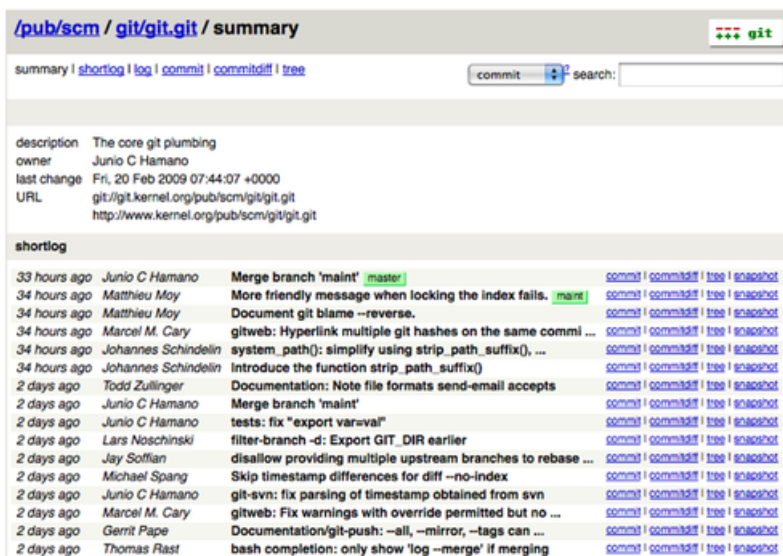 /pub/scm / git/git.git / summary
git
summary | shortlog | log | commit | commitdiff | tree
commit ? search:
description The core git plumbing
owner Junio C Hamano
last change Fri, 20 Feb 2009 07:44:07 +0000
URL git://git.kernel.org/pub/scm/git/git.git
http://www.kernel.org/pub/scm/git/git.git
shortlog
33 hours ago Junio C Hamano Merge branch 'maint' master commit | commitdiff | tree | snapshot
34 hours ago Matthieu Moy More friendly message when locking the index fails. maint commit | commitdiff | tree | snapshot
34 hours ago Matthieu Moy Document git blame --reverse. commit | commitdiff | tree | snapshot
34 hours ago Marcel M. Cary gitweb: Hyperlink multiple git hashes on the same commi ... commit | commitdiff | tree | snapshot
34 hours ago Johannes Schindelin system_path(): simplify using strip_path_suffix(), ... commit | commitdiff | tree | snapshot
34 hours ago Johannes Schindelin Introduce the function strip_path_suffix() commit | commitdiff | tree | snapshot
2 days ago Todd Zullinger Documentation: Note file formats send-email accepts commit | commitdiff | tree | snapshot
2 days ago Junio C Hamano Merge branch 'maint' commit | commitdiff | tree | snapshot
2 days ago Junio C Hamano tests: fix "export var=val" commit | commitdiff | tree | snapshot
2 days ago Lars Noschinski filter-branch -d: Export GIT_DIR earlier commit | commitdiff | tree | snapshot
2 days ago Jay Soffian disallow providing multiple upstream branches to rebase ... commit | commitdiff | tree | snapshot
2 days ago Michael Spang Skip timestamp differences for diff --no-index commit | commitdiff | tree | snapshot
2 days ago Junio C Hamano git-svn: fix parsing of timestamp obtained from svn commit | commitdiff | tree | snapshot
2 days ago Marcel M. Cary gitweb: Fix warnings with override permitted but no ... commit | commitdiff | tree | snapshot
2 days ago Gerrit Pape Documentation/git-push: --all, --mirror, --tags can ... commit | commitdiff | tree | snapshot
2 days ago Thomas Rast bash completion: only show 'log --merge' if merging commit | commitdiff | tree | snapshot